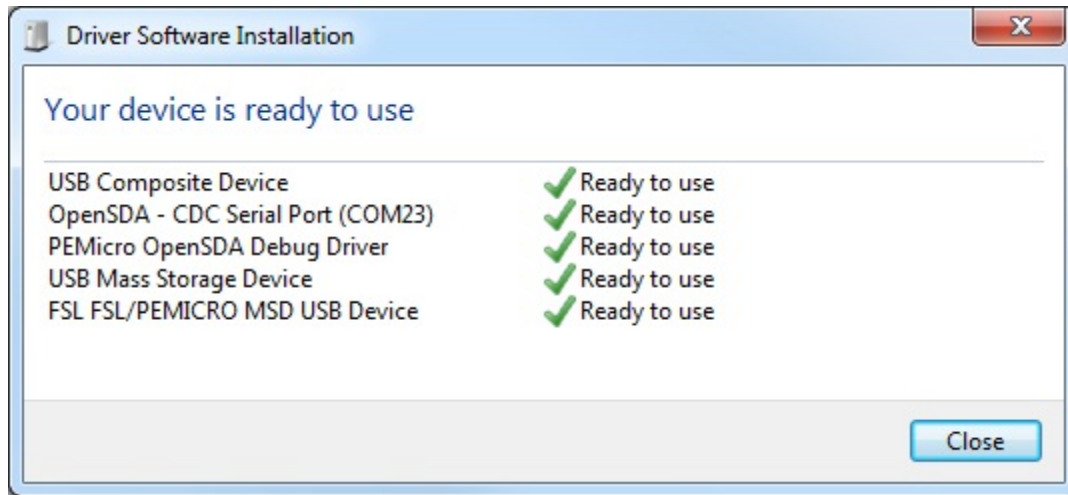 Driver Software Installation
Your device is ready to use
USB Composite Device Ready to use
OpenSDA - CDC Serial Port (COM23) Ready to use
PEMicro OpenSDA Debug Driver Ready to use
USB Mass Storage Device Ready to use
FSL FSL/PEMICRO MSD USB Device Ready to use
Close